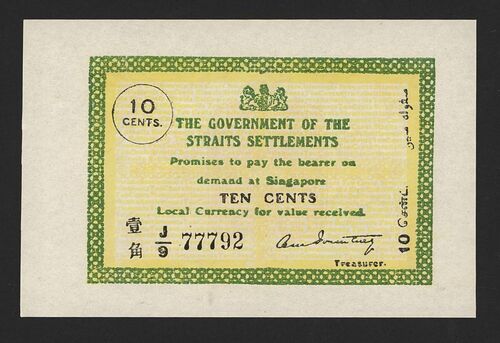 10
CENTS.
THE GOVERNMENT OF THE
STRAITS SETTLEMENTS
Promises to pay the bearer on
demand at Singapore
TEN CENTS
Local Currency for value received.
壹
角
J/9 77792
Treasurer.
10